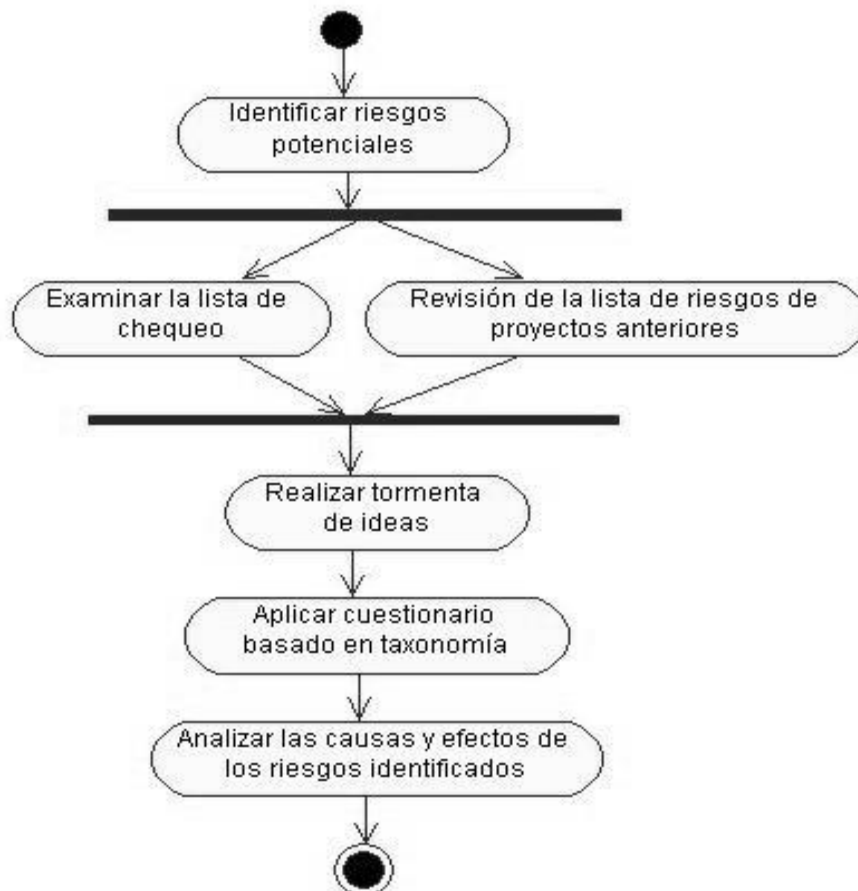 Identificar riesgos
potenciales
Examinar la lista de
chequeo
Revisión de la lista de riesgos de
proyectos anteriores
Realizar tormenta
de ideas
Aplicar cuestionario
basado en taxonomía
Analizar las causas y efectos de
los riesgos identificados